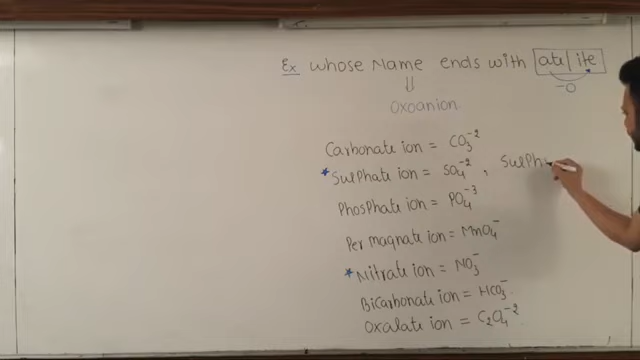 Ex whose Name ends with ate/ite
-O
⇓
Oxoanion
Carbonate ion = CO₃⁻²
*Sulphate ion = SO₄⁻² , Sulph
Phosphate ion = PO₄⁻³
Per magnate ion = MnO₄⁻
*Nitrate ion = NO₃⁻
Bicarbonate ion = HCO₃⁻
Oxalate ion = C₂O₄⁻²